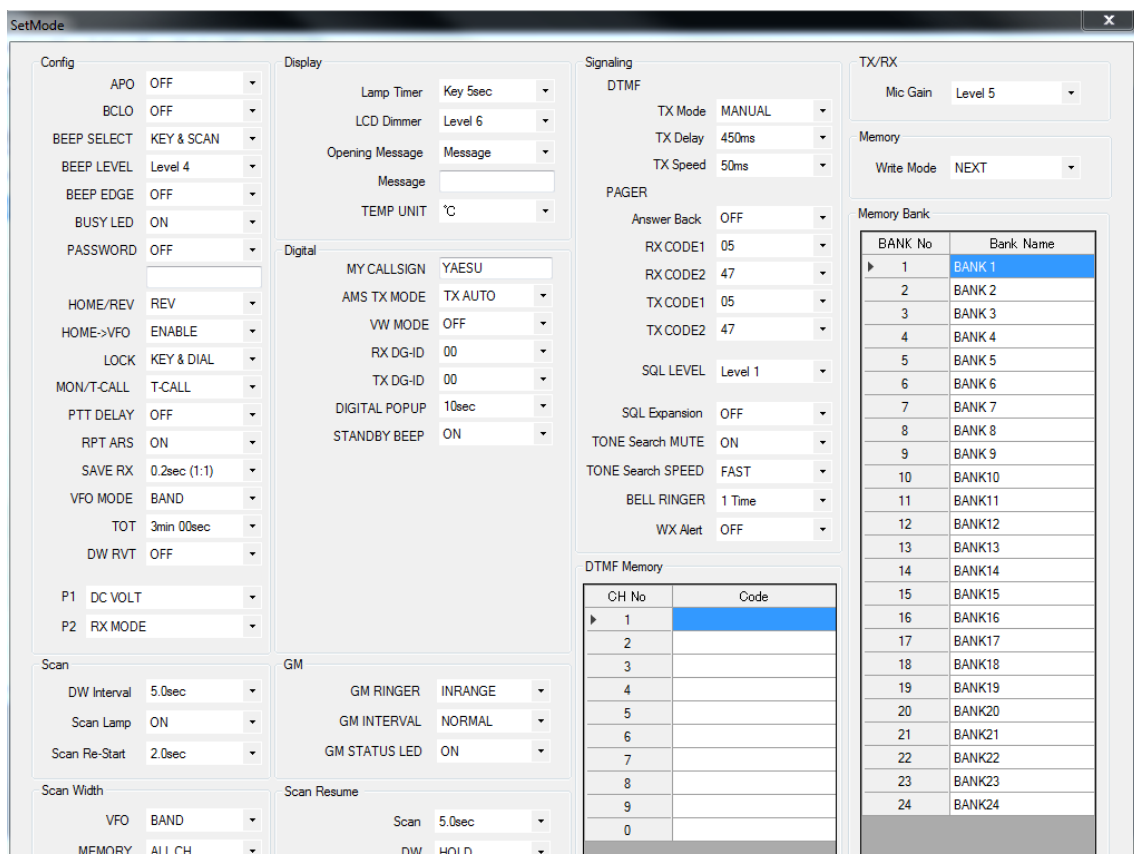 SetMode
x
Config
APO OFF
BCLO OFF
BEEP SELECT KEY & SCAN
BEEP LEVEL Level 4
BEEP EDGE OFF
BUSY LED ON
PASSWORD OFF
HOME/REV REV
HOME->VFO ENABLE
LOCK KEY & DIAL
MON/T-CALL T-CALL
PTT DELAY OFF
RPT ARS ON
SAVE RX 0.2sec (1:1)
VFO MODE BAND
TOT 3min 00sec
DW RVT OFF
P1 DC VOLT
P2 RX MODE
Scan
DW Interval 5.0sec
Scan Lamp ON
Scan Re-Start 2.0sec
Scan Width
VFO BAND
MEMORY ALL CH
Display
Lamp Timer Key 5sec
LCD Dimmer Level 6
Opening Message Message
Message
TEMP UNIT ℃
Digital
MY CALLSIGN YAESU
AMS TX MODE TX AUTO
VW MODE OFF
RX DG-ID 00
TX DG-ID 00
DIGITAL POPUP 10sec
STANDBY BEEP ON
GM
GM RINGER INRANGE
GM INTERVAL NORMAL
GM STATUS LED ON
Scan Resume
Scan 5.0sec
DW HOLD
Signaling
DTMF
TX Mode MANUAL
TX Delay 450ms
TX Speed 50ms
PAGER
Answer Back OFF
RX CODE1 05
RX CODE2 47
TX CODE1 05
TX CODE2 47
SQL LEVEL Level 1
SQL Expansion OFF
TONE Search MUTE ON
TONE Search SPEED FAST
BELL RINGER 1 Time
WX Alert OFF
DTMF Memory
CH No Code
1
2
3
4
5
6
7
8
9
0
TX/RX
Mic Gain Level 5
Memory
Write Mode NEXT
Memory Bank
BANK No Bank Name
1 BANK 1
2 BANK 2
3 BANK 3
4 BANK 4
5 BANK 5
6 BANK 6
7 BANK 7
8 BANK 8
9 BANK 9
10 BANK10
11 BANK11
12 BANK12
13 BANK13
14 BANK14
15 BANK15
16 BANK16
17 BANK17
18 BANK18
19 BANK19
20 BANK20
21 BANK21
22 BANK22
23 BANK23
24 BANK24